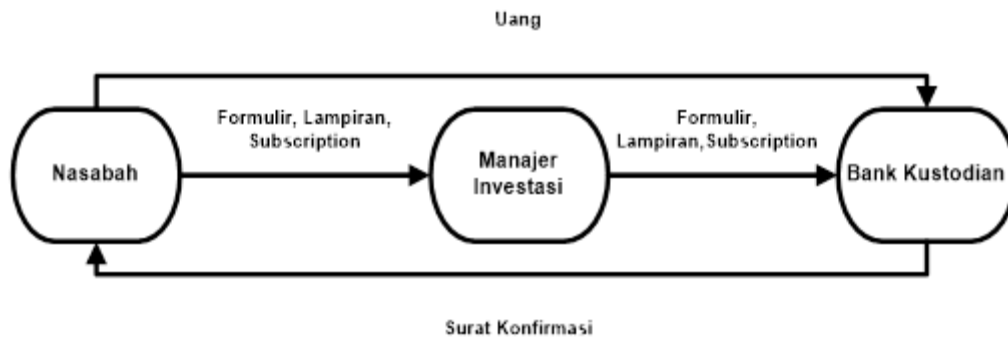 Uang
Formulir, Lampiran,
Subscription
Formulir,
Lampiran, Subscription
Nasabah
Manajer
Investasi
Bank Kustodian
Surat Konfirmasi